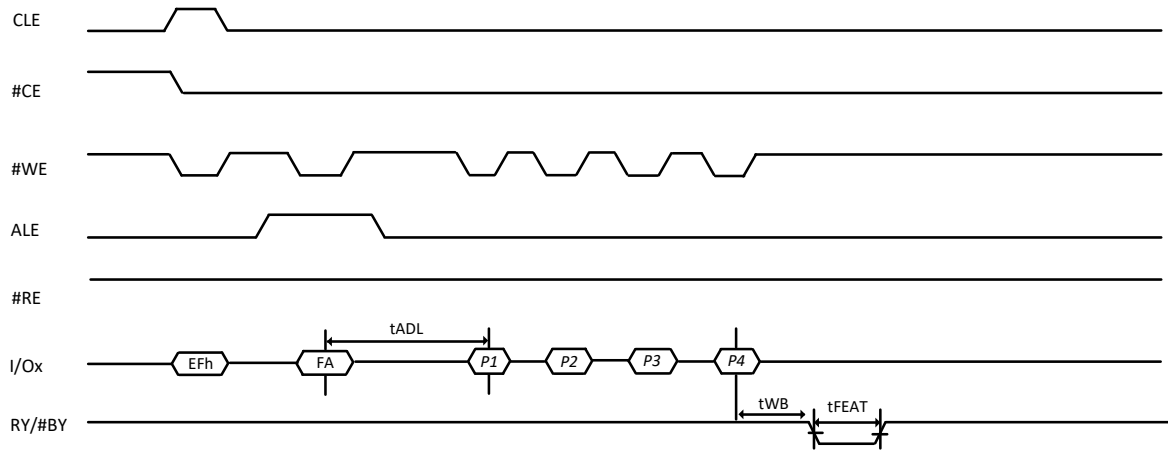 CLE
#CE
#WE
ALE
#RE
tADL
I/Ox EFh FA P1 P2 P3 P4
tWB tFEAT
RY/#BY